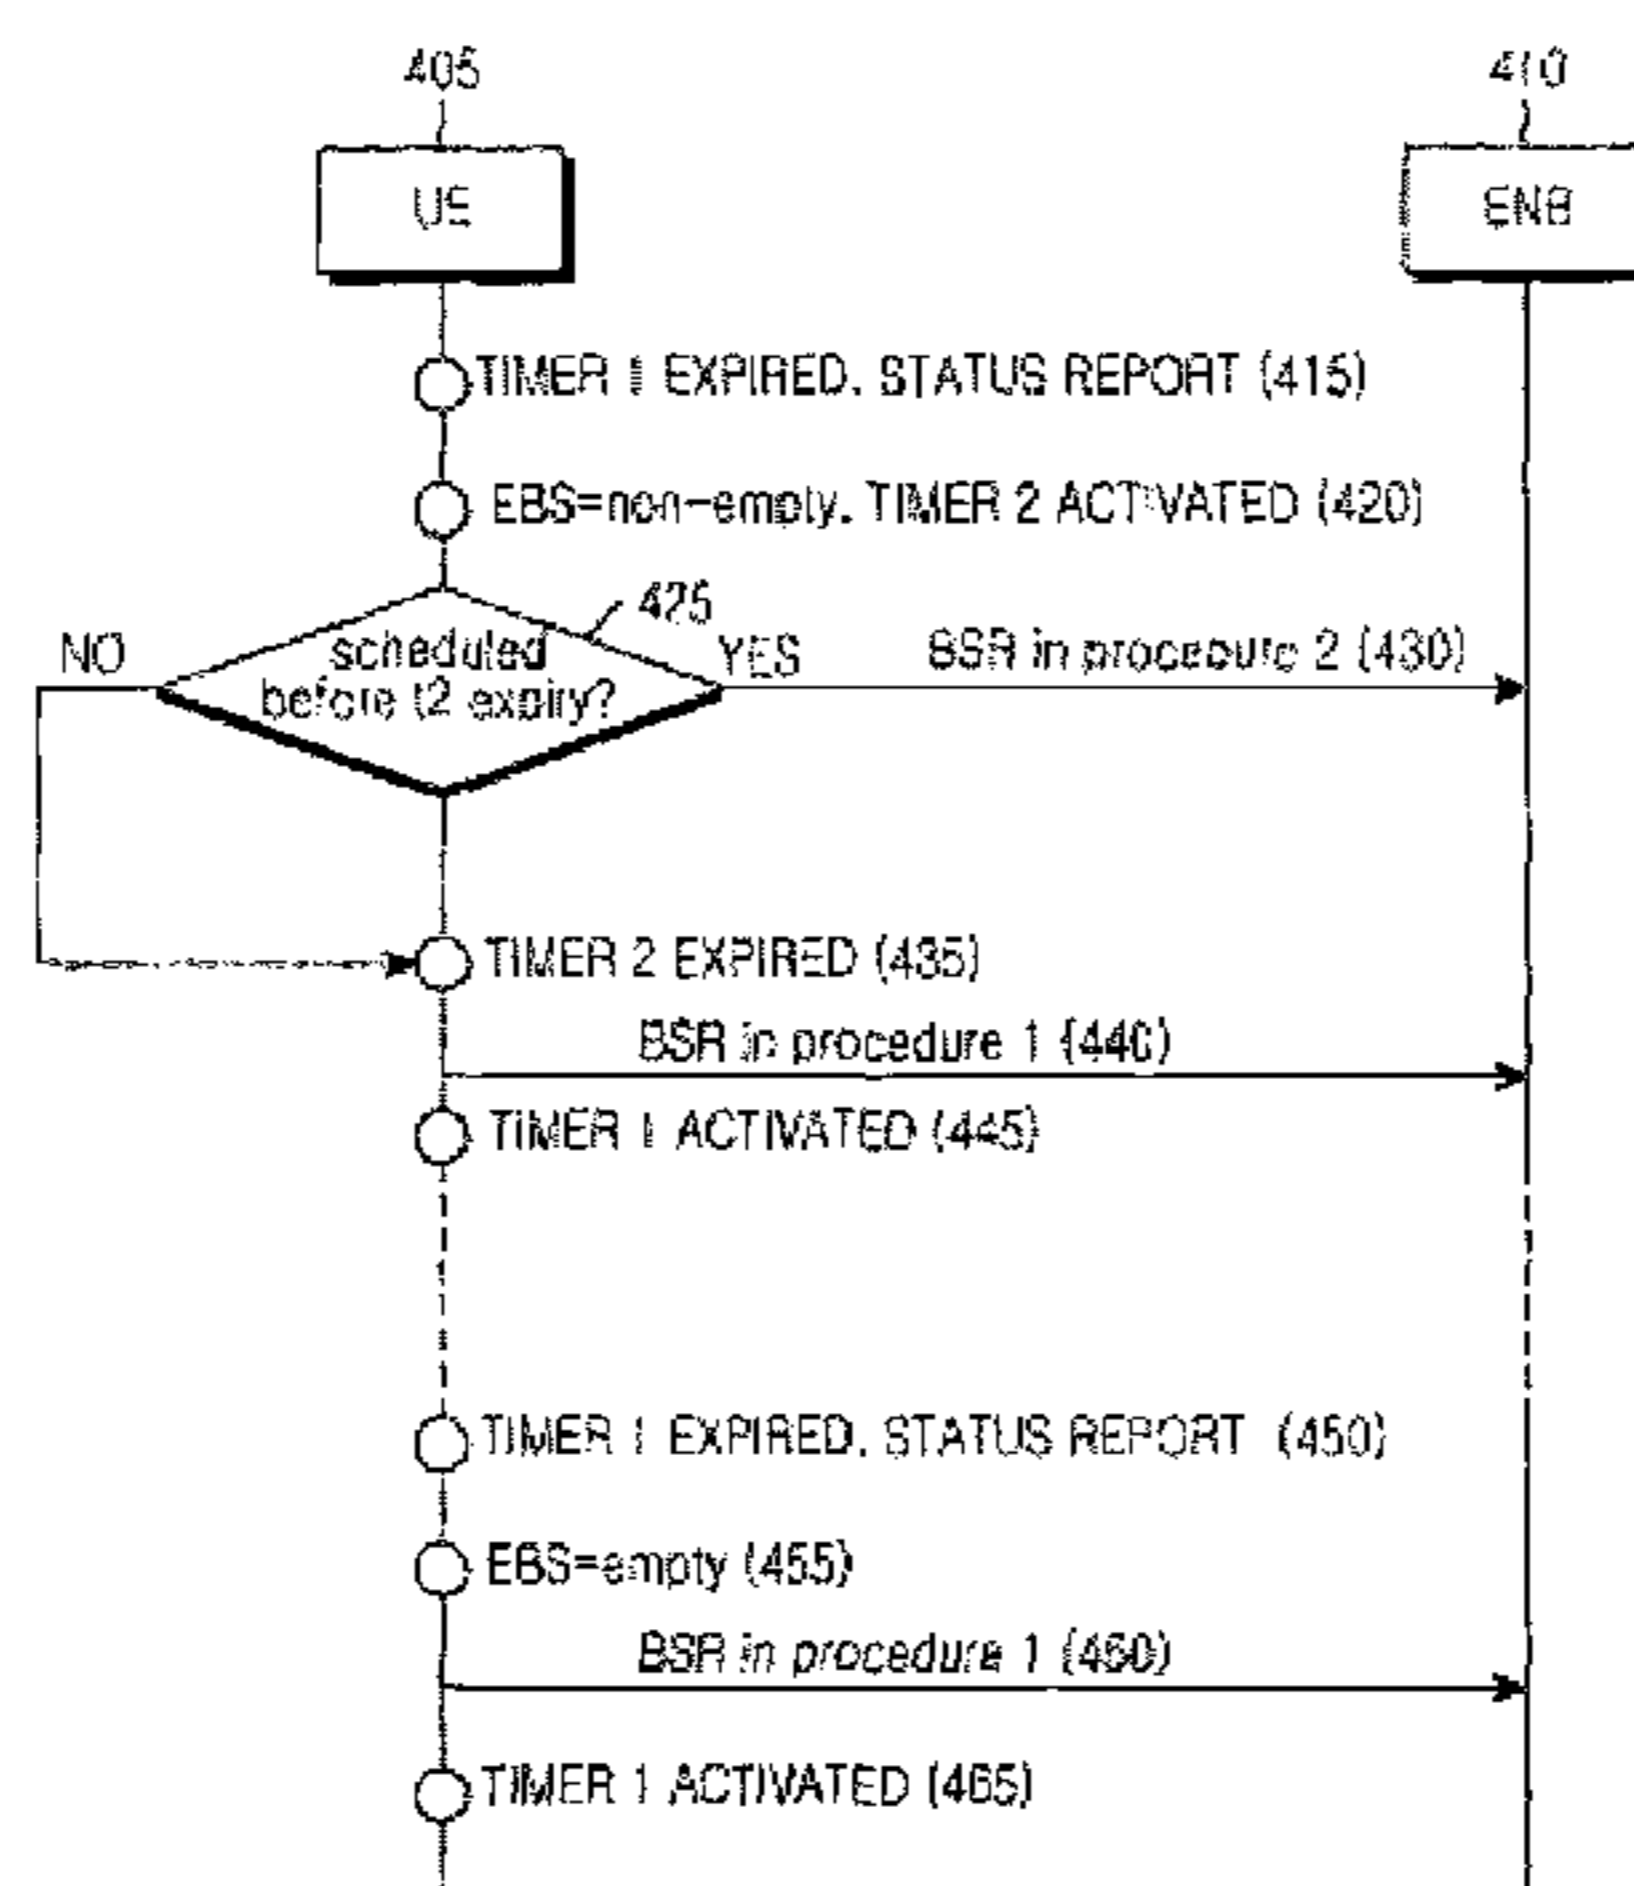 405
410
UE
ENB
TIMER 1 EXPIRED. STATUS REPORT (415)
EBS=non-empty. TIMER 2 ACTIVATED (420)
425
NO
scheduled
before t2 expiry?
YES
BSR in procedure 2 (430)
TIMER 2 EXPIRED (435)
BSR in procedure 1 (440)
TIMER 1 ACTIVATED (445)
TIMER 1 EXPIRED. STATUS REPORT (450)
EBS=empty (455)
BSR in procedure 1 (460)
TIMER 1 ACTIVATED (465)